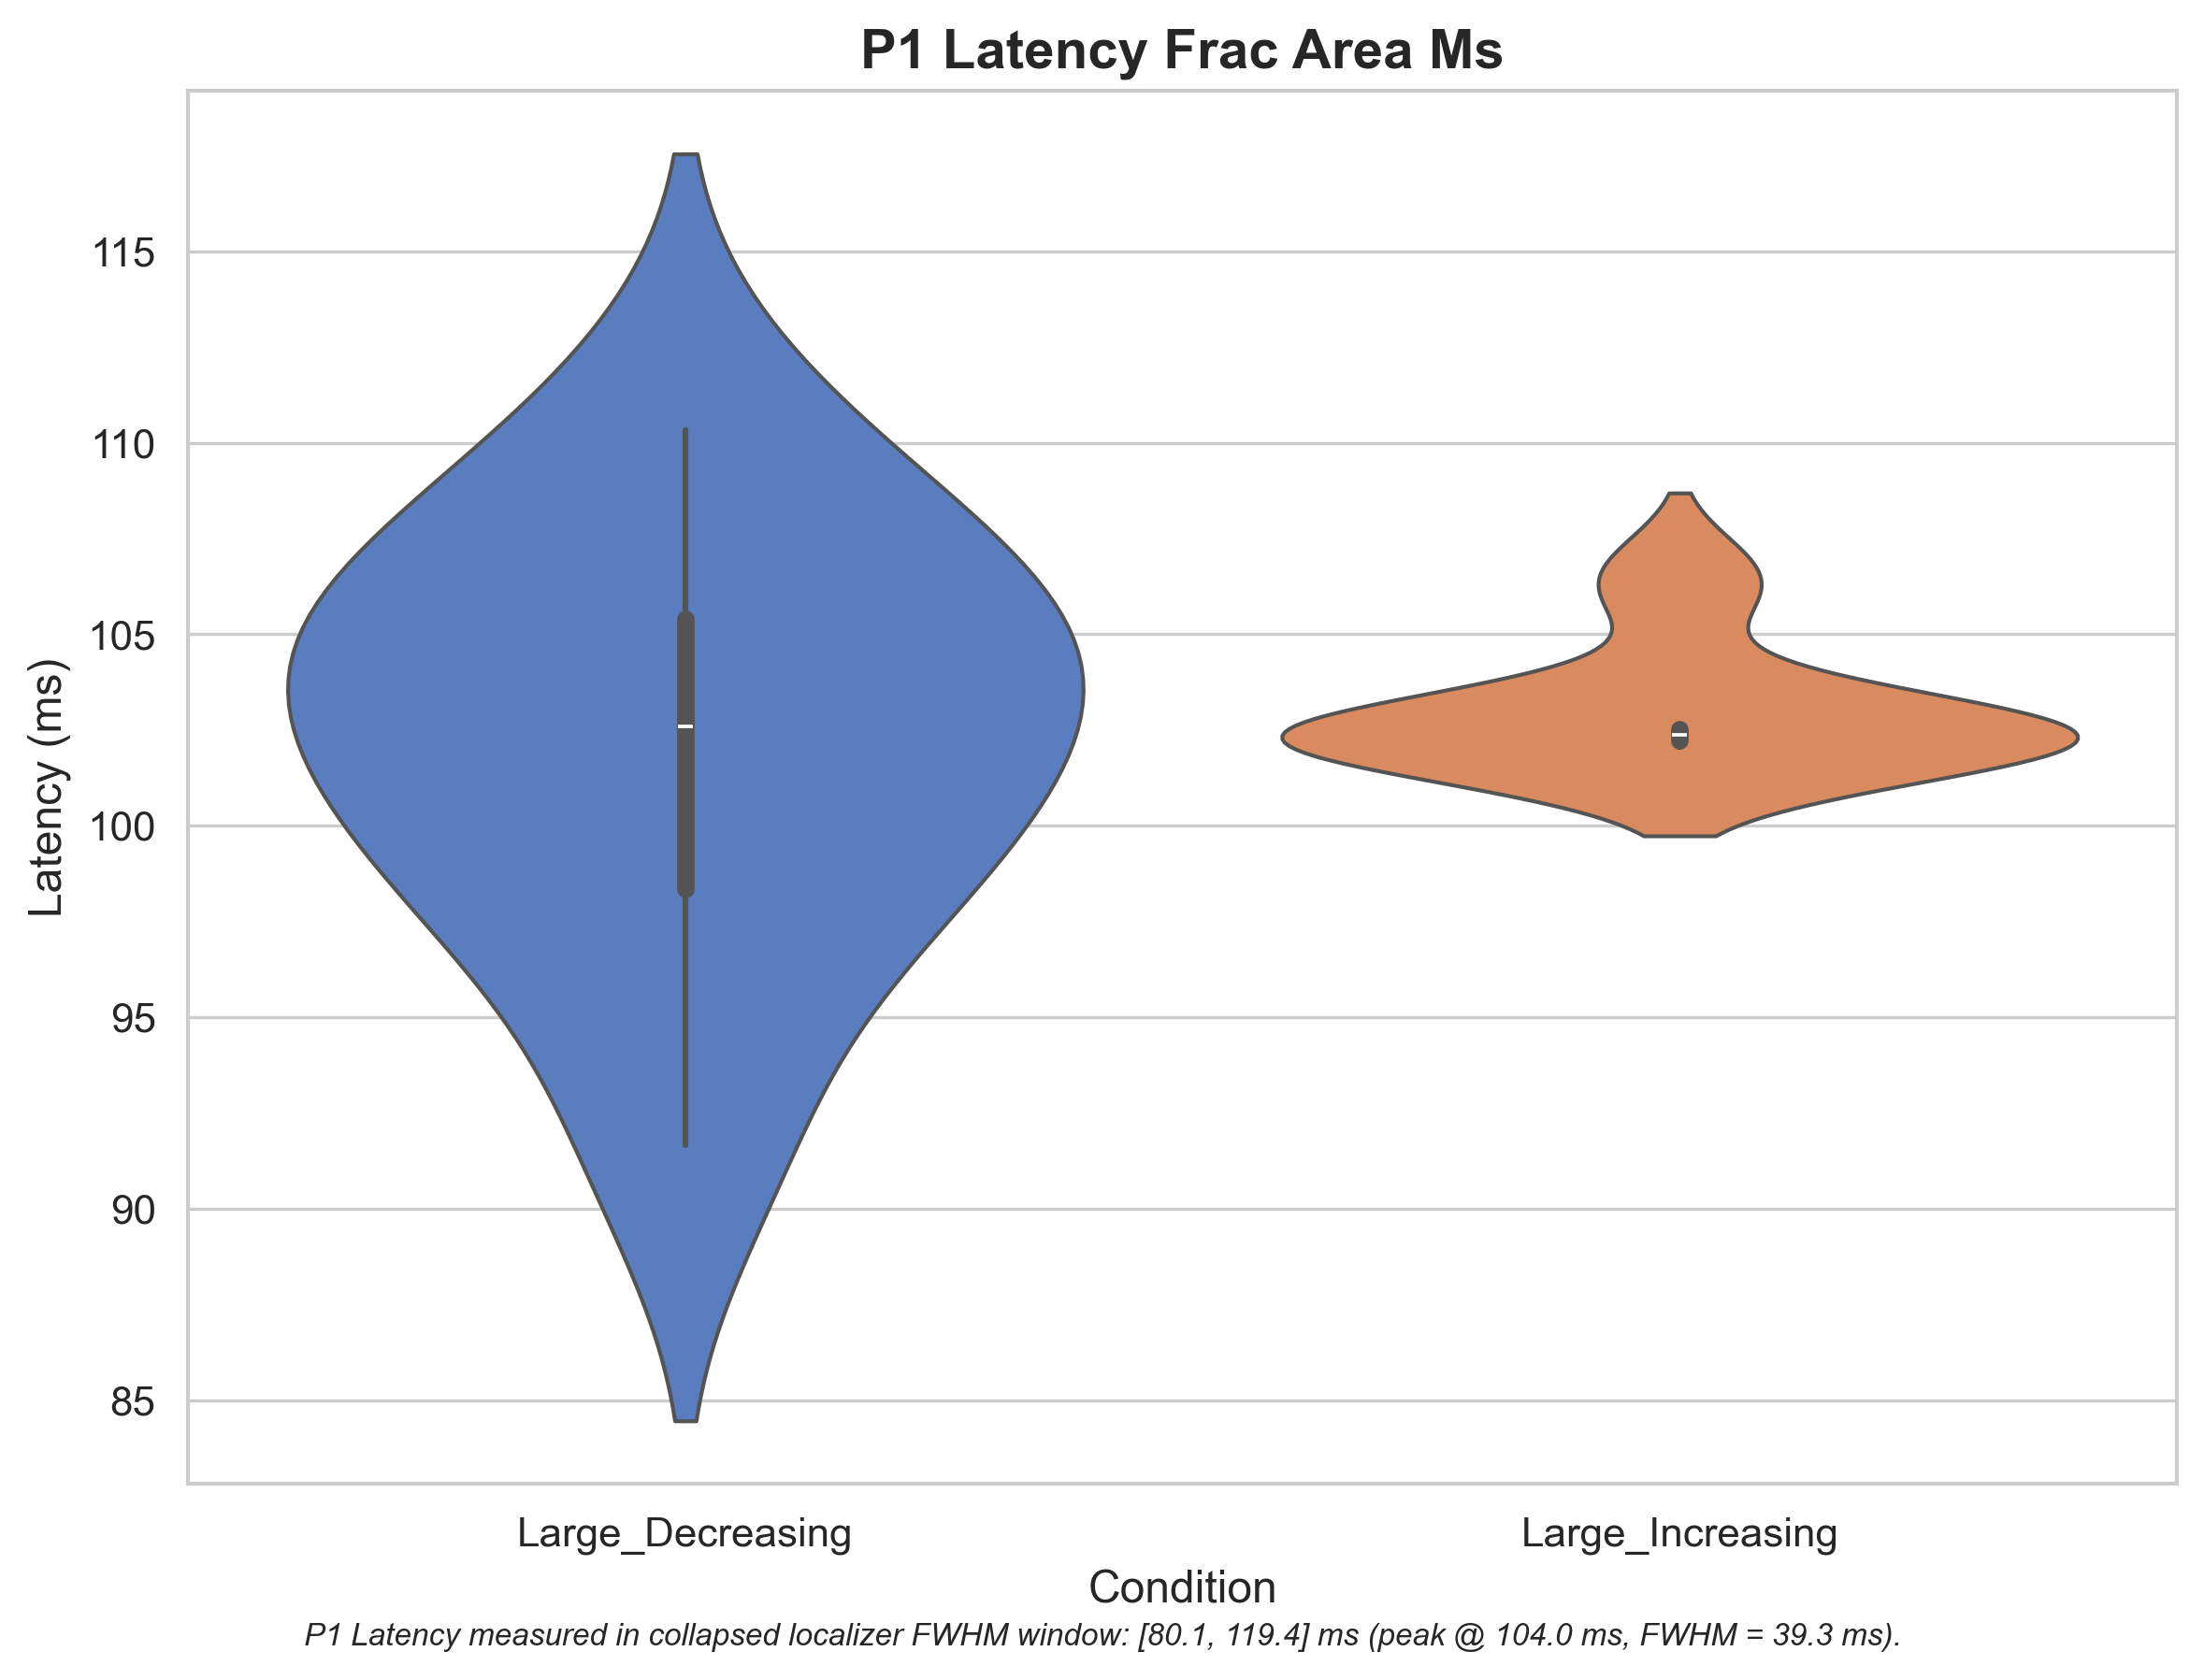 P1 Latency Frac Area Ms
Latency (ms)
115
110
105
100
95
90
85
Large_Decreasing
Large_Increasing
Condition
P1 Latency measured in collapsed localizer FWHM window: [80.1, 119.4] ms (peak @ 104.0 ms, FWHM = 39.3 ms).